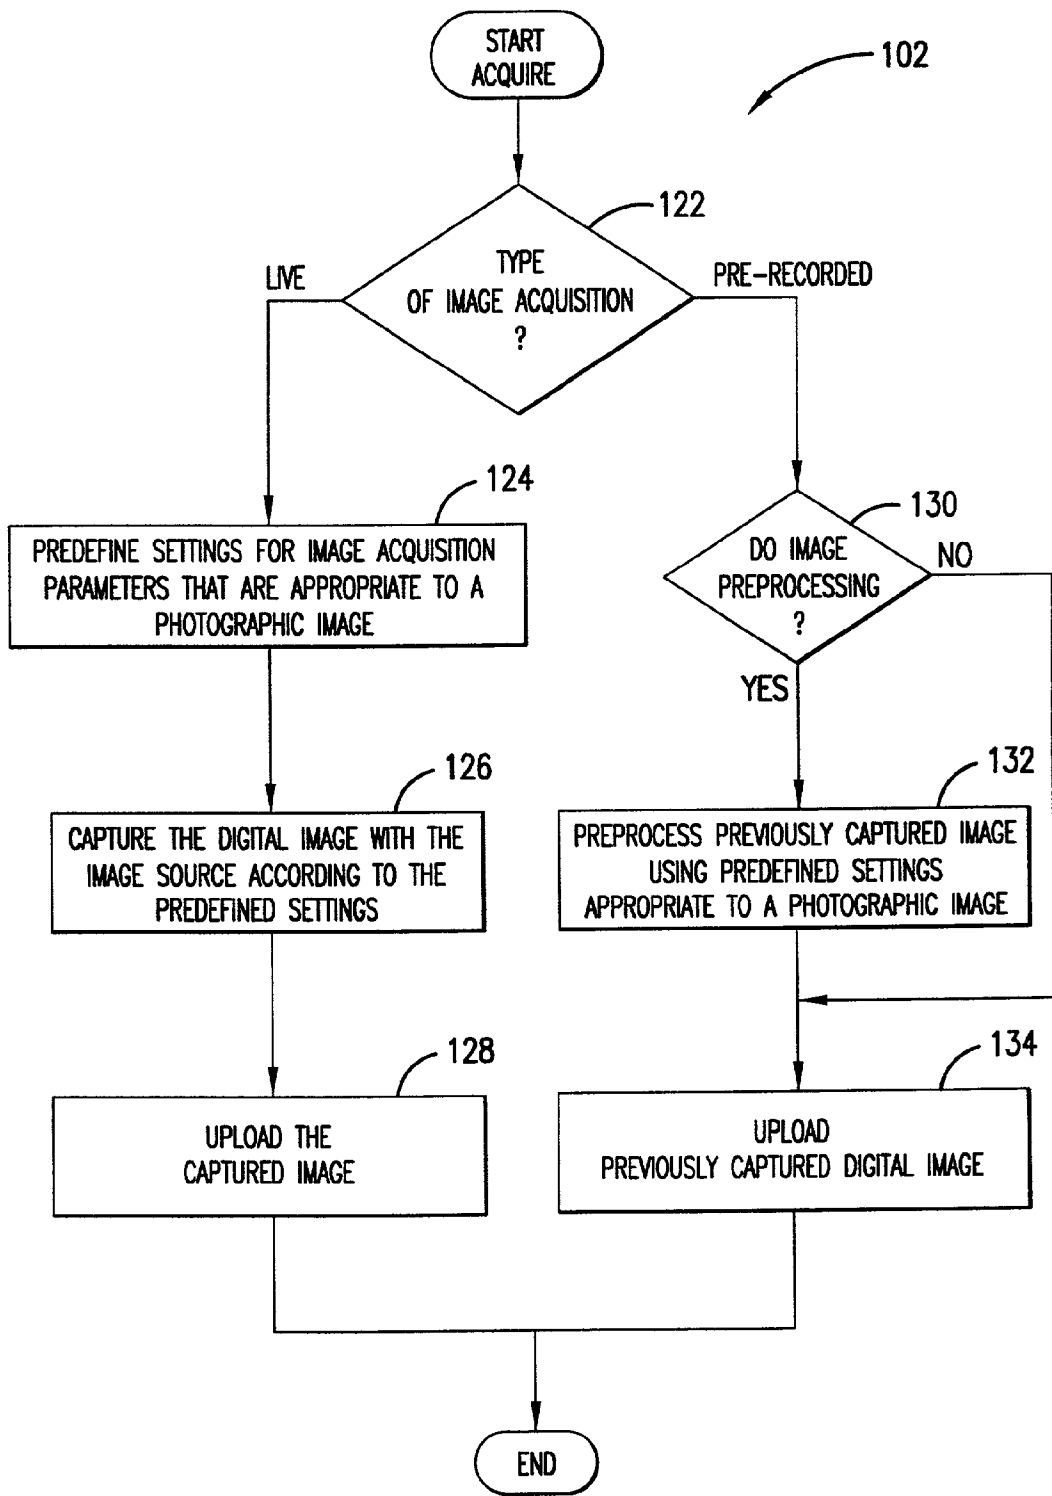 START
ACQUIRE
102
122
TYPE
OF IMAGE ACQUISITION
?
LIVE
PRE-RECORDED
124
PREDEFINE SETTINGS FOR IMAGE ACQUISITION
PARAMETERS THAT ARE APPROPRIATE TO A
PHOTOGRAPHIC IMAGE
130
DO IMAGE
PREPROCESSING
?
NO
YES
126
CAPTURE THE DIGITAL IMAGE WITH THE
IMAGE SOURCE ACCORDING TO THE
PREDEFINED SETTINGS
132
PREPROCESS PREVIOUSLY CAPTURED IMAGE
USING PREDEFINED SETTINGS
APPROPRIATE TO A PHOTOGRAPHIC IMAGE
128
UPLOAD THE
CAPTURED IMAGE
134
UPLOAD
PREVIOUSLY CAPTURED DIGITAL IMAGE
END